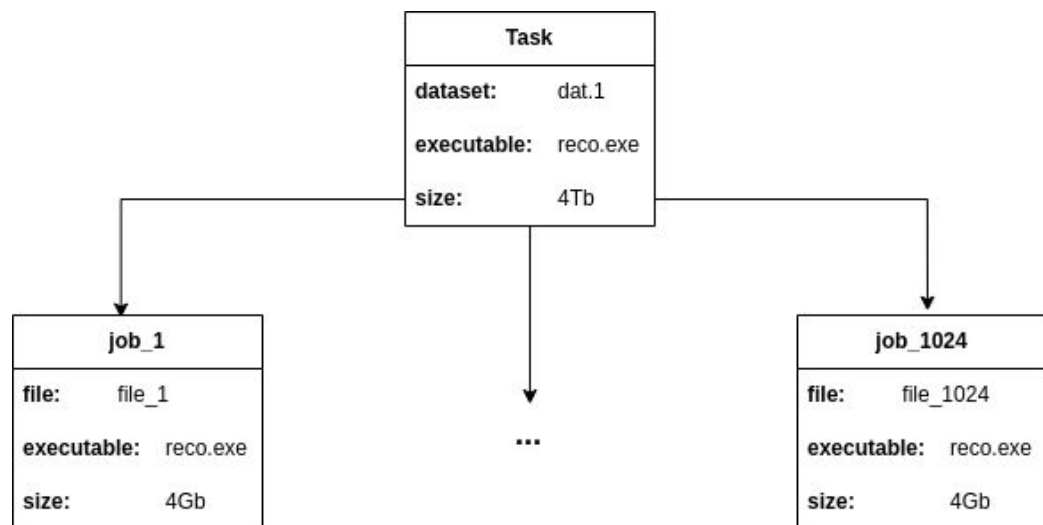 Task
dataset: dat.1
executable: reco.exe
size: 4Tb
job_1
file: file_1
executable: reco.exe
size: 4Gb
...
job_1024
file: file_1024
executable: reco.exe
size: 4Gb